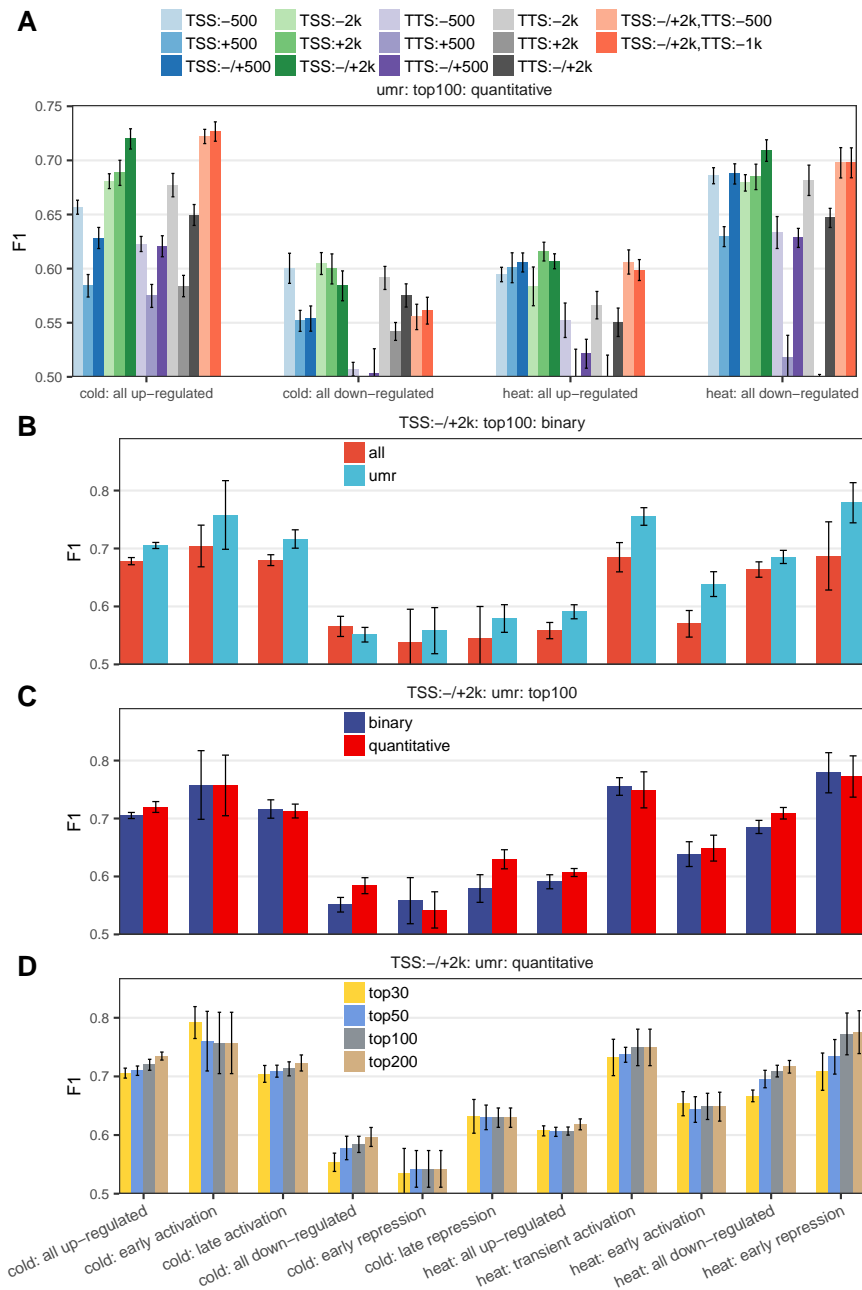 A
TSS:−500 TSS:−2k TTS:−500 TTS:−2k TSS:−/+2k,TTS:−500
TSS:+500 TSS:+2k TTS:+500 TTS:+2k TSS:−/+2k,TTS:−1k
TSS:−/+500 TSS:−/+2k TTS:−/+500 TTS:−/+2k
umr: top100: quantitative
0.75
0.70
0.65
0.60
0.55
0.50
F1
cold: all up−regulated cold: all down−regulated heat: all up−regulated heat: all down−regulated
B
TSS:−/+2k: top100: binary
all
umr
0.8
0.7
0.6
0.5
F1
C
TSS:−/+2k: umr: top100
binary
quantitative
0.8
0.7
0.6
0.5
F1
D
TSS:−/+2k: umr: quantitative
top30
top50
top100
top200
0.8
0.7
0.6
0.5
F1
cold: all up−regulated
cold: early activation
cold: late activation
cold: all down−regulated
cold: early repression
cold: late repression
heat: all up−regulated
heat: transient activation
heat: early activation
heat: all down−regulated
heat: early repression